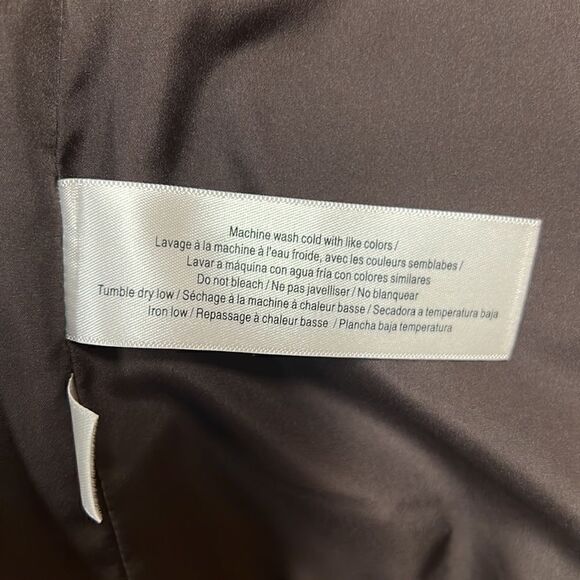 Machine wash cold with like colors /
Lavage à la machine à l'eau froide, avec les couleurs semblabes /
Lavar a màquina con agua fría con colores similares
Do not bleach / Ne pas javelliser / No blanquear
Tumble dry low / Séchage à la machine à chaleur basse / Secadora a temperatura baja
Iron low / Repassage à chaleur basse / Plancha baja temperatura